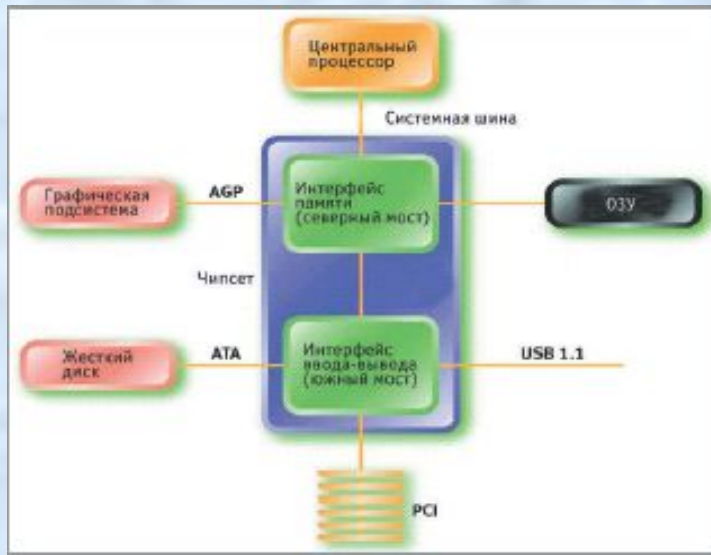 Центральный
процессор
Системная шина
Графическая
подсистема
AGP
Интерфейс
памяти
(северный мост)
ОЗУ
Чипсет
Жесткий
диск
ATA
Интерфейс
ввода-вывода
(южный мост)
USB 1.1
PCI